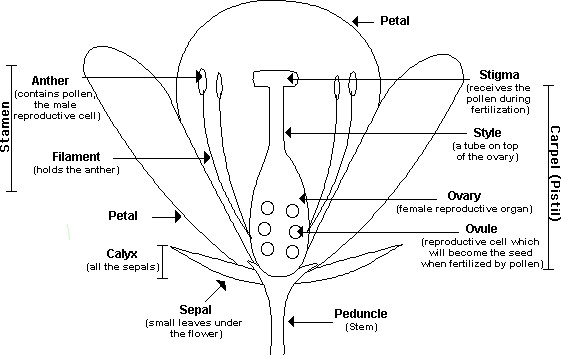 Petal
Anther
(contains pollen,
the male
reproductive cell)
Stamen
Filament
(holds the anther)
Petal
Calyx
(all the sepals)
Sepal
(small leaves under
the flower)
Stigma
(receives the
pollen during
fertilization)
Style
(a tube on top
of the ovary)
Carpel (Pistil)
Ovary
(female reproductive organ)
Ovule
(reproductive cell which
will become the seed
when fertilized by pollen)
Peduncle
(Stem)